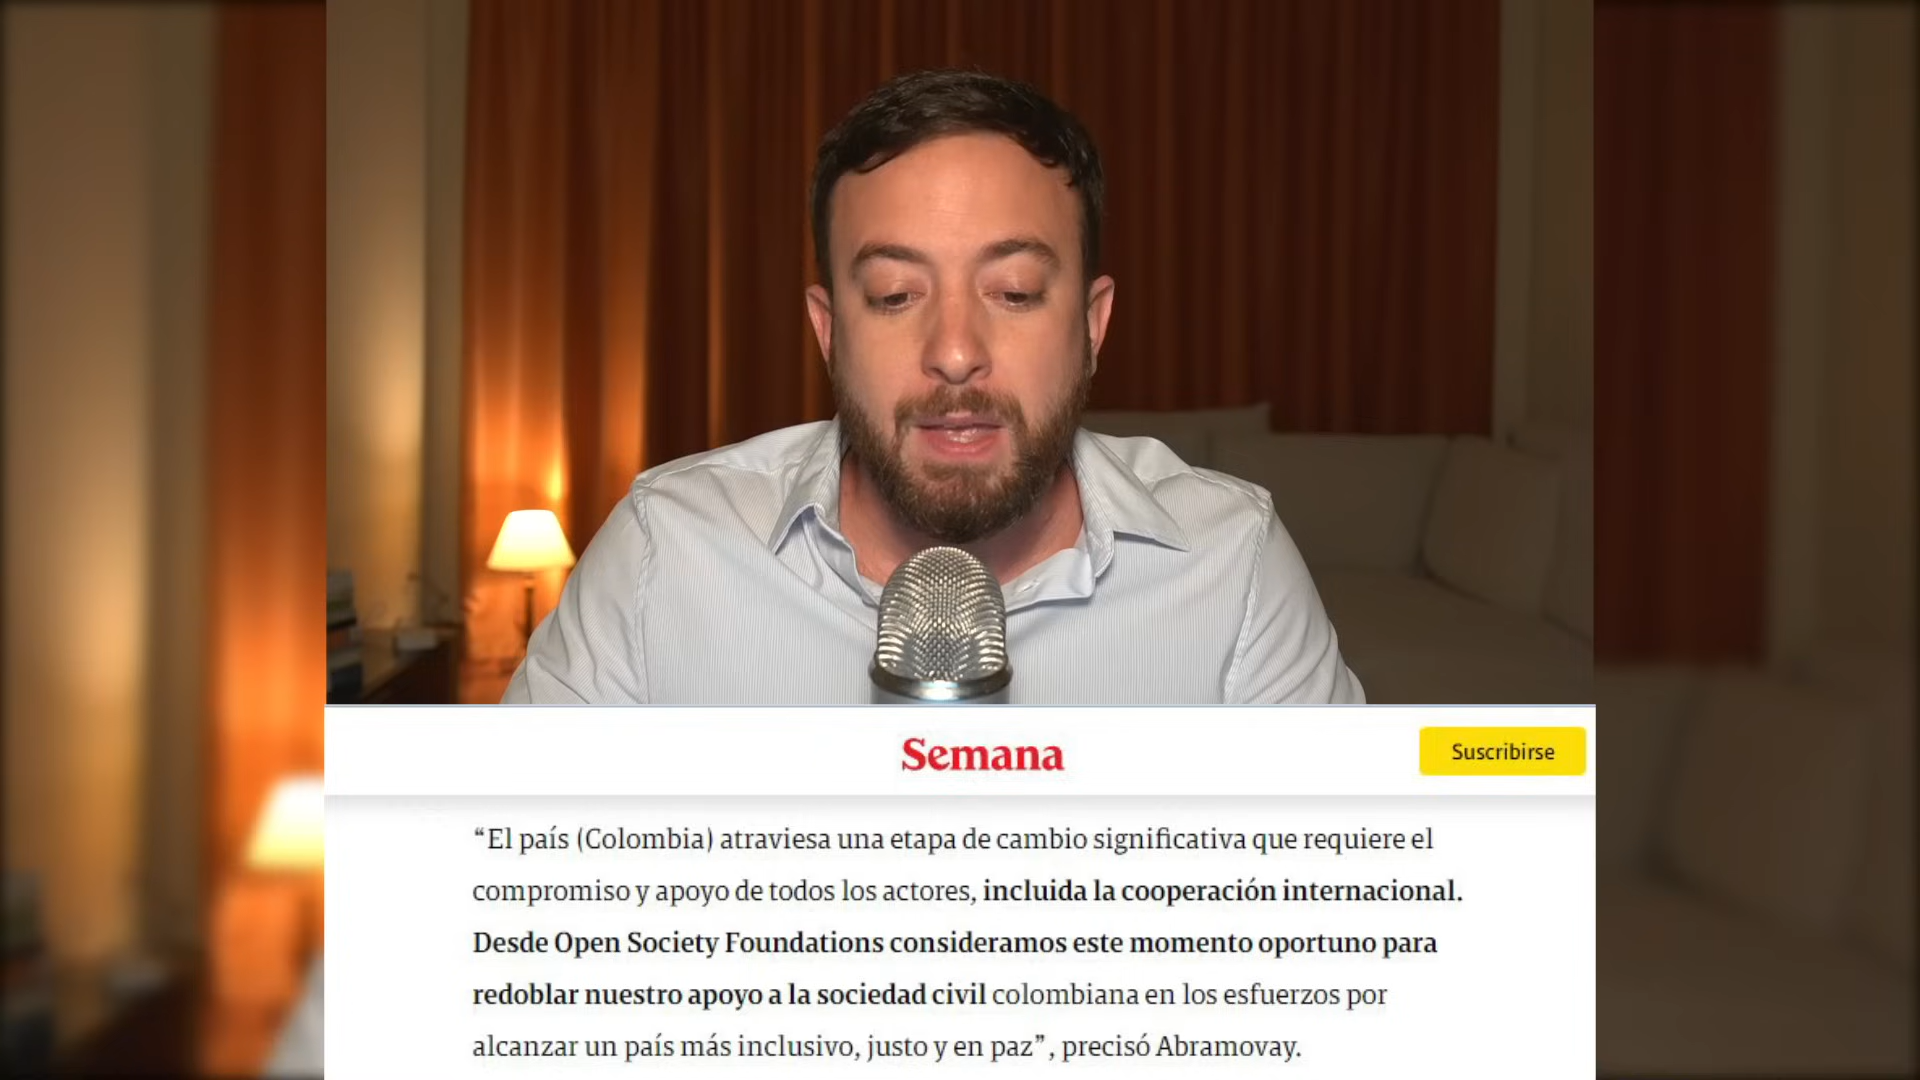 Semana
Suscribirse
“El país (Colombia) atraviesa una etapa de cambio significativa que requiere el
compromiso y apoyo de todos los actores, incluida la cooperación internacional.
Desde Open Society Foundations consideramos este momento oportuno para
redoblar nuestro apoyo a la sociedad civil colombiana en los esfuerzos por
alcanzar un país más inclusivo, justo y en paz”, precisó Abramovay.